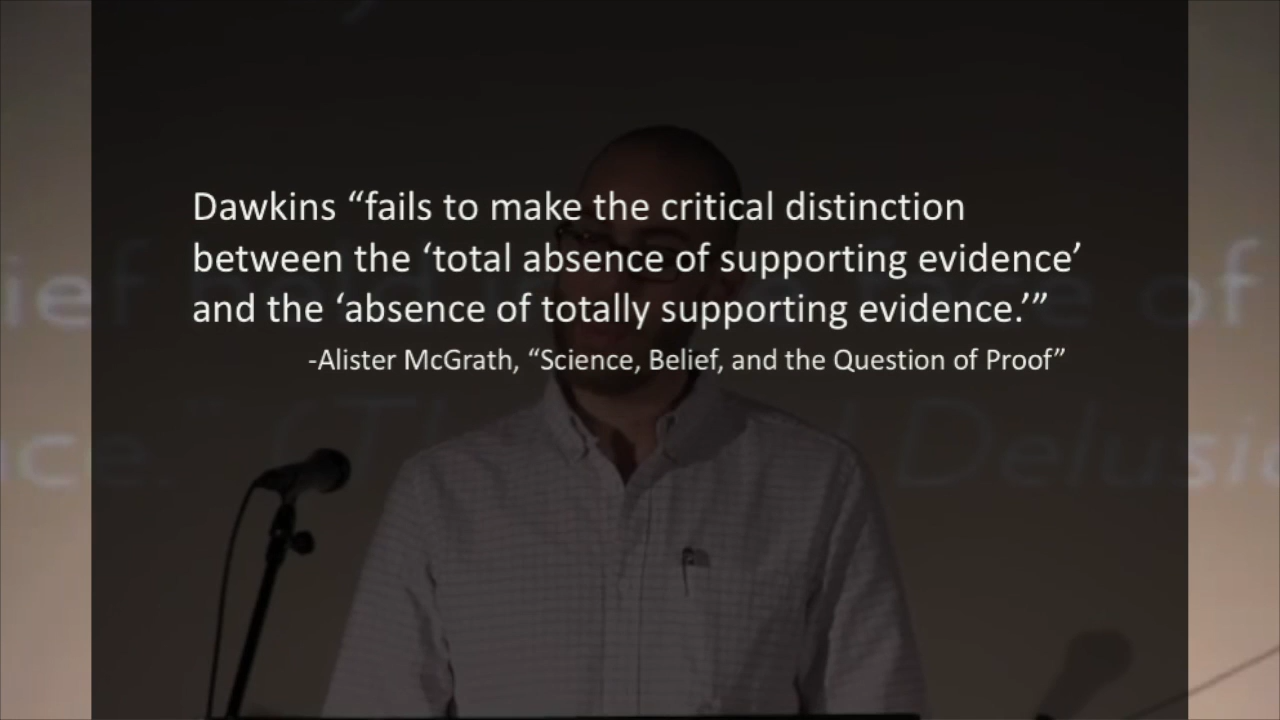 Dawkins “fails to make the critical distinction
between the ‘total absence of supporting evidence’
and the ‘absence of totally supporting evidence.’”
-Alister McGrath, “Science, Belief, and the Question of Proof”